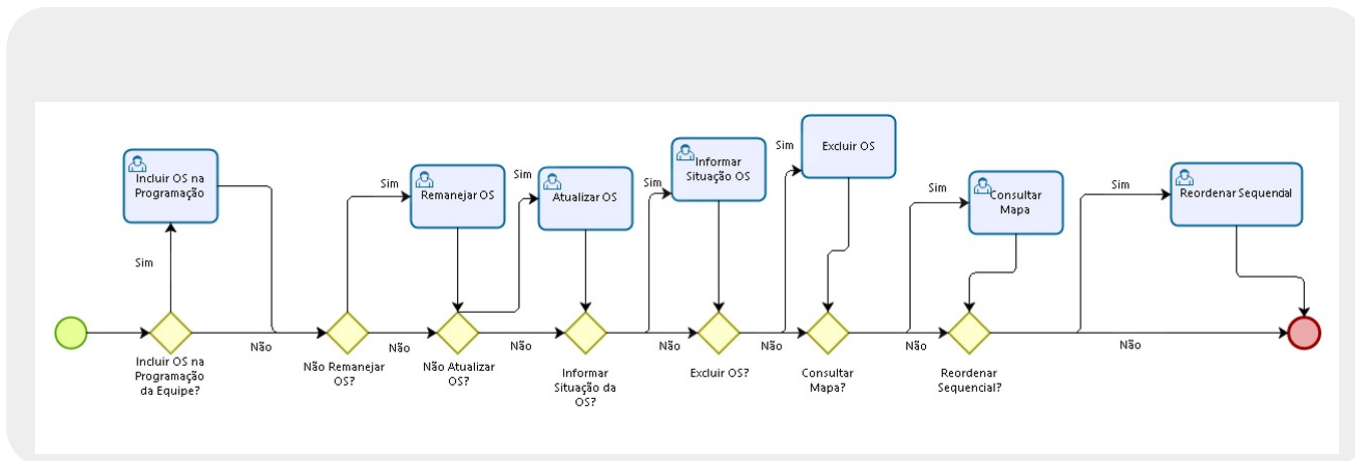 Incluir OS na
Programação
Sim
Incluir OS na
Programação
da Equipe?
Não
Sim
Remanejar OS
Não Remanejar
OS?
Não
Sim
Atualizar OS
Não Atualizar
OS?
Não
Sim
Informar
Situação OS
Informar
Situação da
OS?
Não
Sim
Excluir OS
Excluir OS?
Não
Sim
Consultar
Mapa
Consultar
Mapa?
Não
Sim
Reordenar Sequencial
Reordenar
Sequencial?
Não